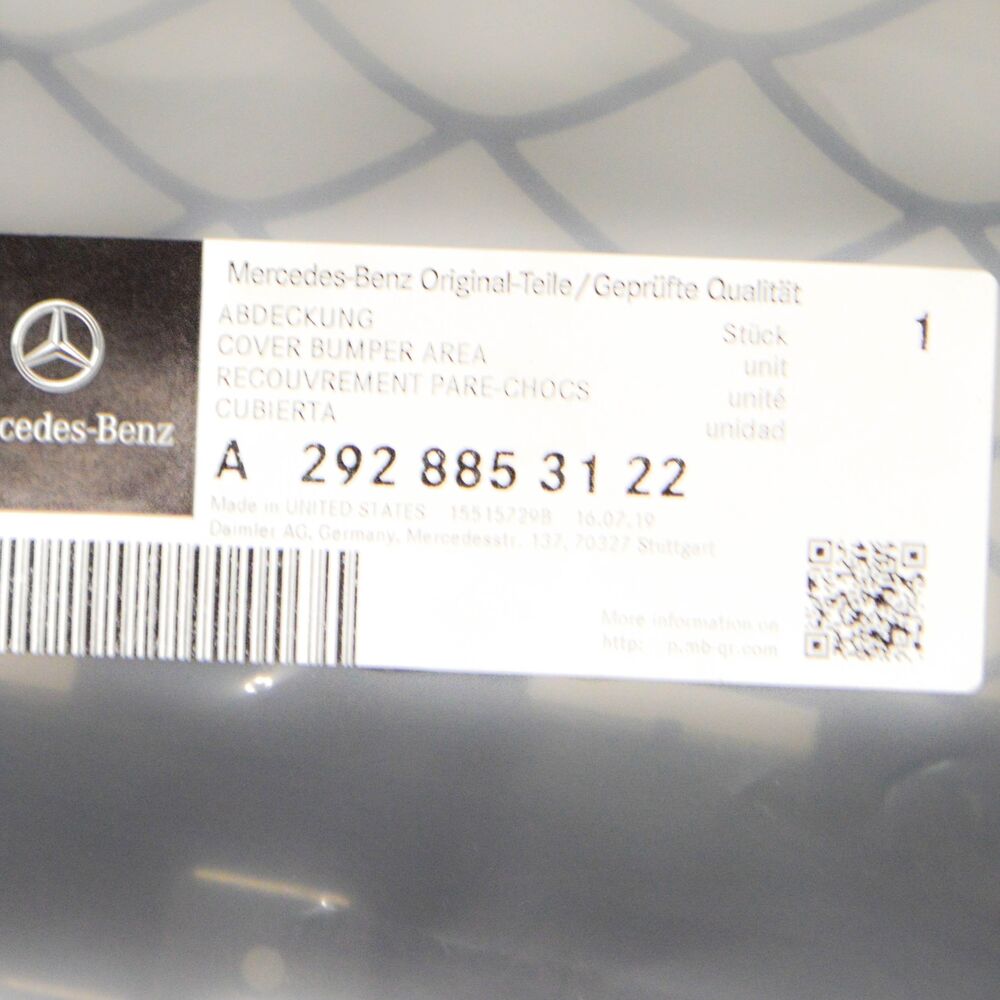 Mercedes-Benz Original-Teile/Geprüfte Qualität
ABDECKUNG Stück 1
COVER BUMPER AREA unit
RECOUVREMENT PARE-CHOCS unité
CUBIERTA unidad
cedes-Benz
A 292 885 31 22
Made in UNITED STATES 15515729B 16.07.19
Daimler AG, Germany, Mercedesstr. 137, 70327 Stuttgart
More information on
http: p.mb-qr.com